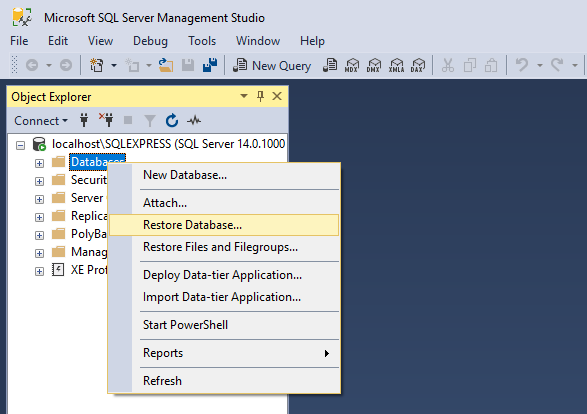 Microsoft SQL Server Management Studio
File Edit View Debug Tools Window Help
New Query MDX DMX XMLA DAX
Object Explorer
Connect
localhost\SQLEXPRESS (SQL Server 14.0.1000
Databases
Securit
Server
Replica
PolyBa
Manag
XE Prof
New Database...
Attach...
Restore Database...
Restore Files and Filegroups...
Deploy Data-tier Application...
Import Data-tier Application...
Start PowerShell
Reports
Refresh